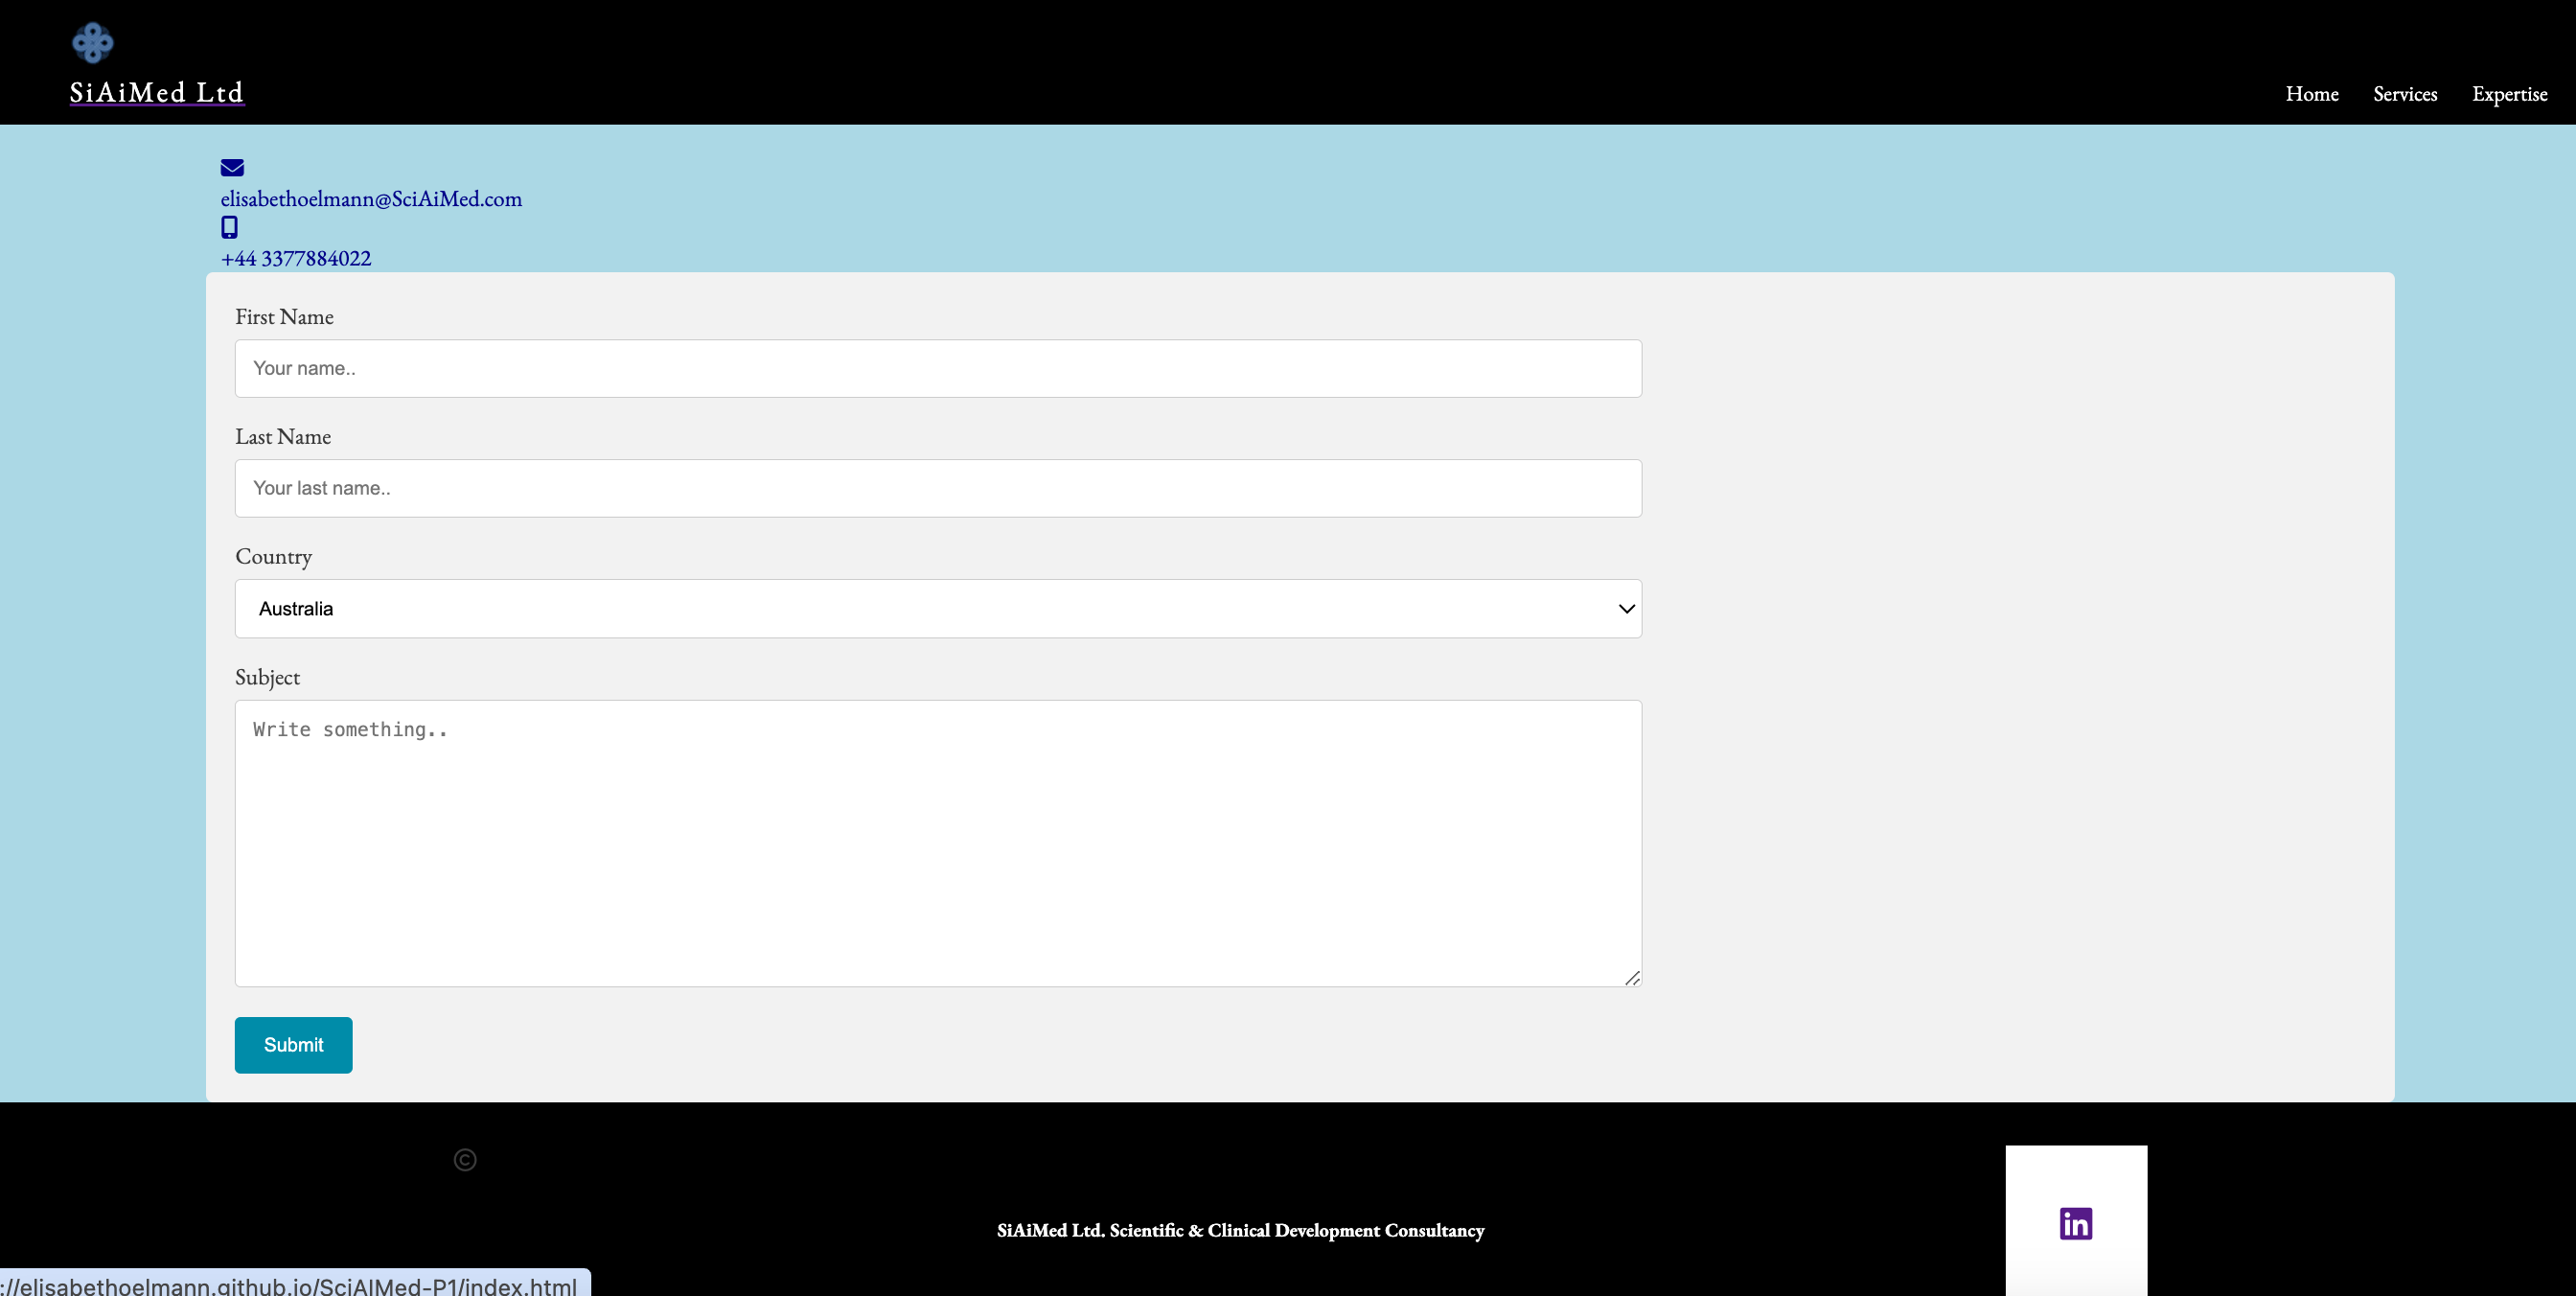 SiAiMed Ltd
Home Services Expertise
elisabethoelmann@SciAiMed.com
+44 3377884022
First Name
Your name..
Last Name
Your last name..
Country
Australia
Subject
Write something..
Submit
©
SiAiMed Ltd. Scientific & Clinical Development Consultancy
in
://elisabethoelmann.github.io/SciAIMed-P1/index.html